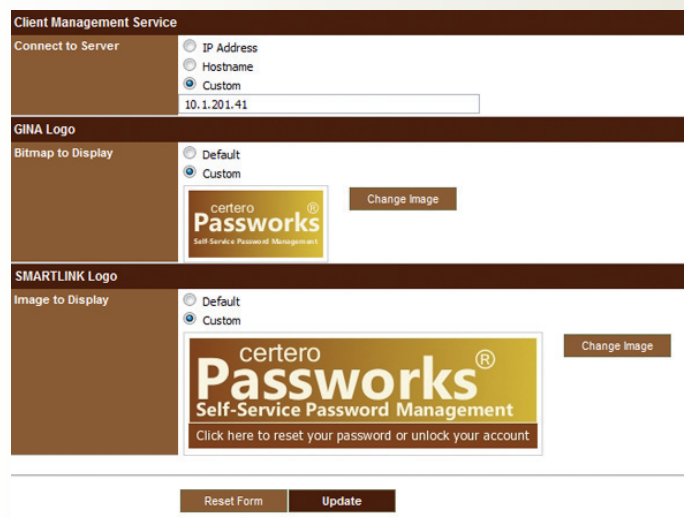 Client Management Service
Connect to Server
IP Address
Hostname
Custom
10.1.201.41
GINA Logo
Bitmap to Display
Default
Custom
certero
Passworks®
Self-Service Password Management
Change Image
SMARTLINK Logo
Image to Display
Default
Custom
certero
Passworks®
Self-Service Password Management
Click here to reset your password or unlock your account
Change Image
Reset Form
Update